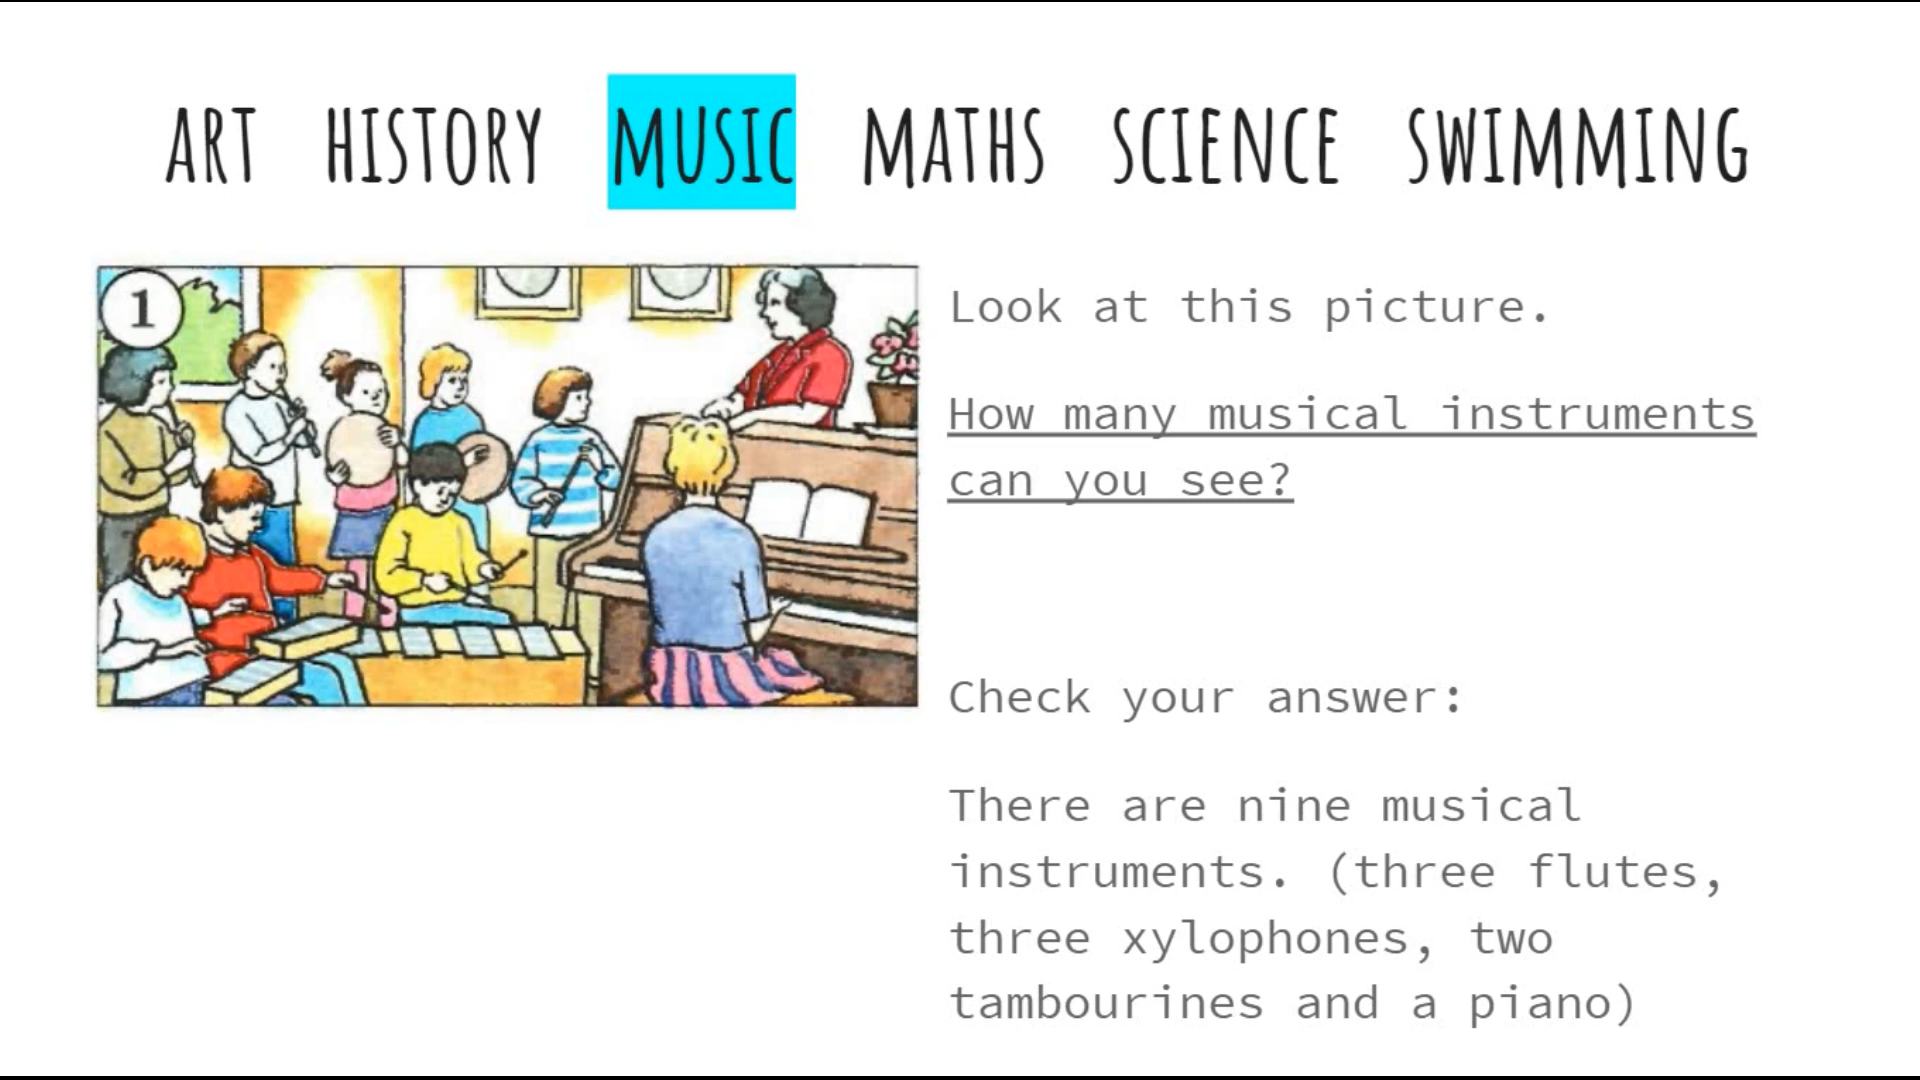 ART HISTORY MUSIC MATHS SCIENCE SWIMMING
1
Look at this picture.
How many musical instruments
can you see?
Check your answer:
There are nine musical
instruments. (three flutes,
three xylophones, two
tambourines and a piano)